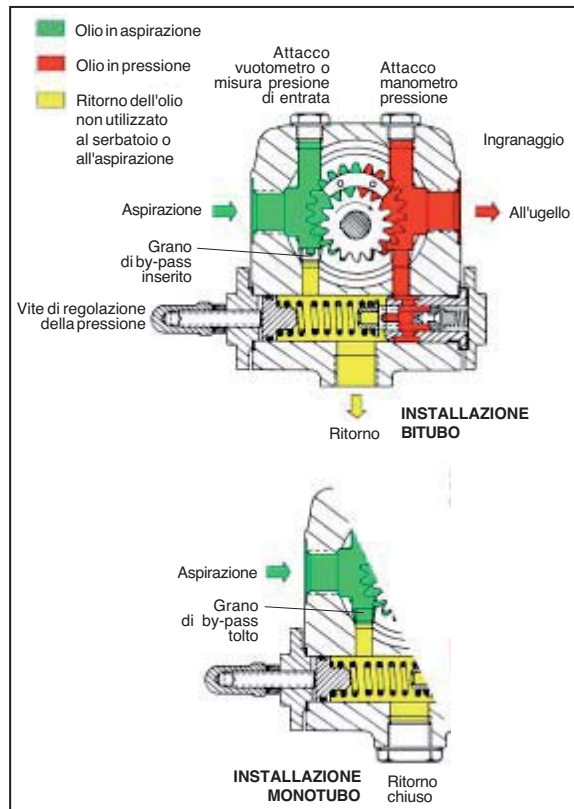 Olio in aspirazione
Olio in pressione
Ritorno dell'olio
non utilizzato
al serbatoio o
all'aspirazione
Attacco
vuotometro o
misura presione
di entrata
Attacco
manometro
pressione
Ingranaggio
Aspirazione
All'ugello
Grano
di by-pass
inserito
Vite di regolazione
della pressione
Ritorno
INSTALLAZIONE
BITUBO
Aspirazione
Grano
di by-pass
tolto
INSTALLAZIONE
MONOTUBO
Ritorno
chiuso